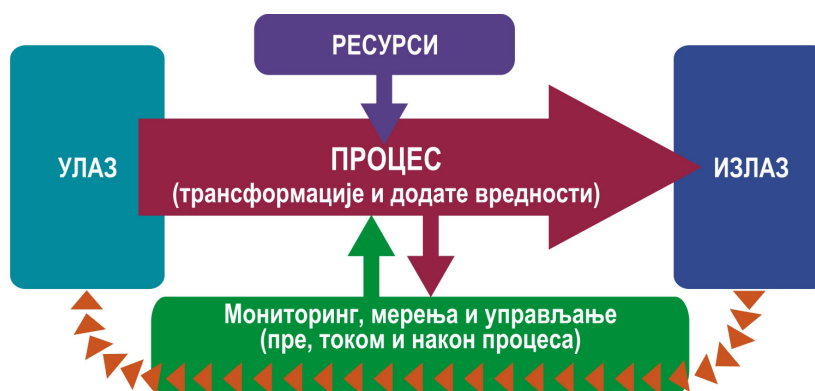 РЕСУРСИ
УЛАЗ
ПРОЦЕС
(трансформације и додате вредности)
ИЗЛАЗ
Мониторинг, мерења и управљање
(пре, током и након процеса)